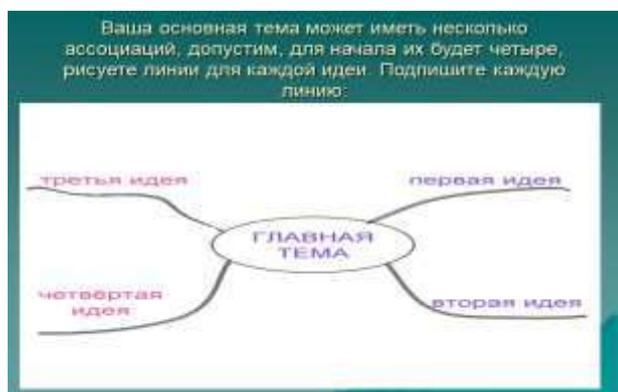 Ваша основная тема может иметь несколько
ассоциаций, допустим, для начала их будет четыре,
рисуете линии для каждой идеи. Подпишите каждую
линию:
третья идея
первая идея
ГЛАВНАЯ
ТЕМА
четвёртая
идея
вторая идея